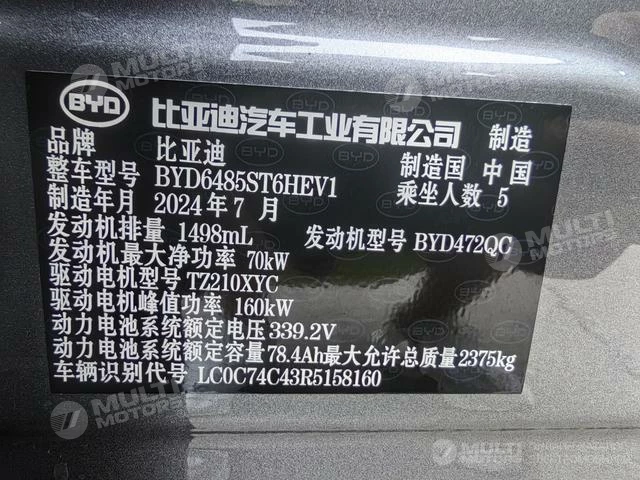 BYD 比亚迪汽车工业有限公司 制造
品牌 比亚迪 制造国 中国
整车型号 BYD6485ST6HEV1 乘坐人数 5
制造年月 2024年7月
发动机排量 1498mL 发动机型号 BYD472QC
发动机最大净功率 70kW
驱动电机型号 TZ210XYC
驱动电机峰值功率 160kW
动力电池系统额定电压 339.2V
动力电池系统额定容量 78.4Ah 最大允许总质量 2375kg
车辆识别代号 LC0C74C43R5158160
MULTI MOTORS